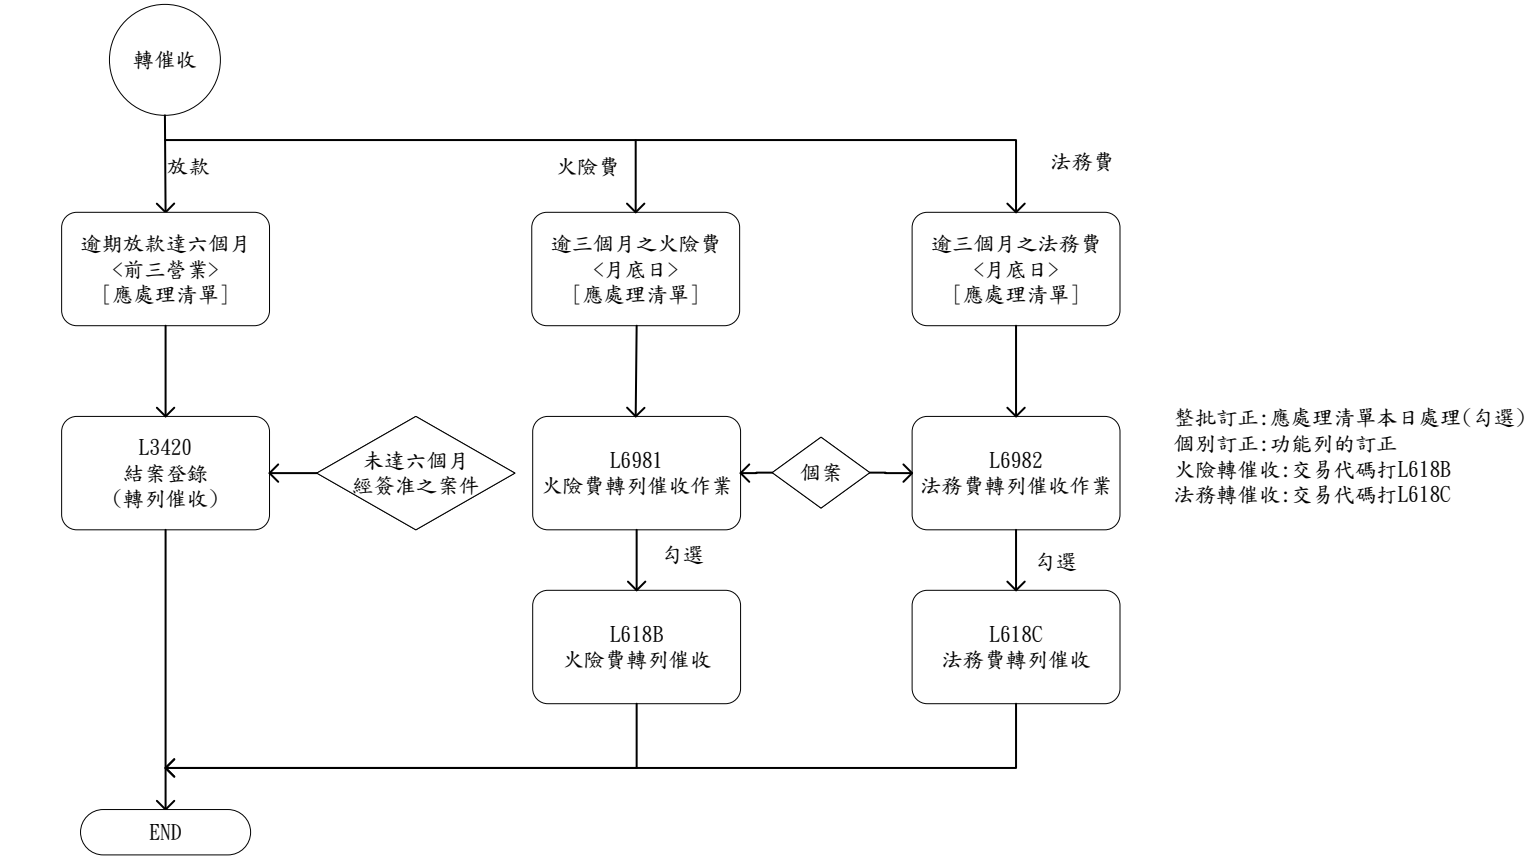 轉催收
放款
火險費
法務費
逾期放款達六個月
<前三營業>
[應處理清單]
逾三個月之火險費
<月底日>
[應處理清單]
逾三個月之法務費
<月底日>
[應處理清單]
L3420
結案登錄
(轉列催收)
未達六個月
經簽准之案件
L6981
火險費轉列催收作業
個案
L6982
法務費轉列催收作業
整批訂正:應處理清單本日處理(勾選)
個別訂正:功能列的訂正
火險轉催收:交易代碼打L618B
法務轉催收:交易代碼打L618C
勾選
勾選
L618B
火險費轉列催收
L618C
法務費轉列催收
END